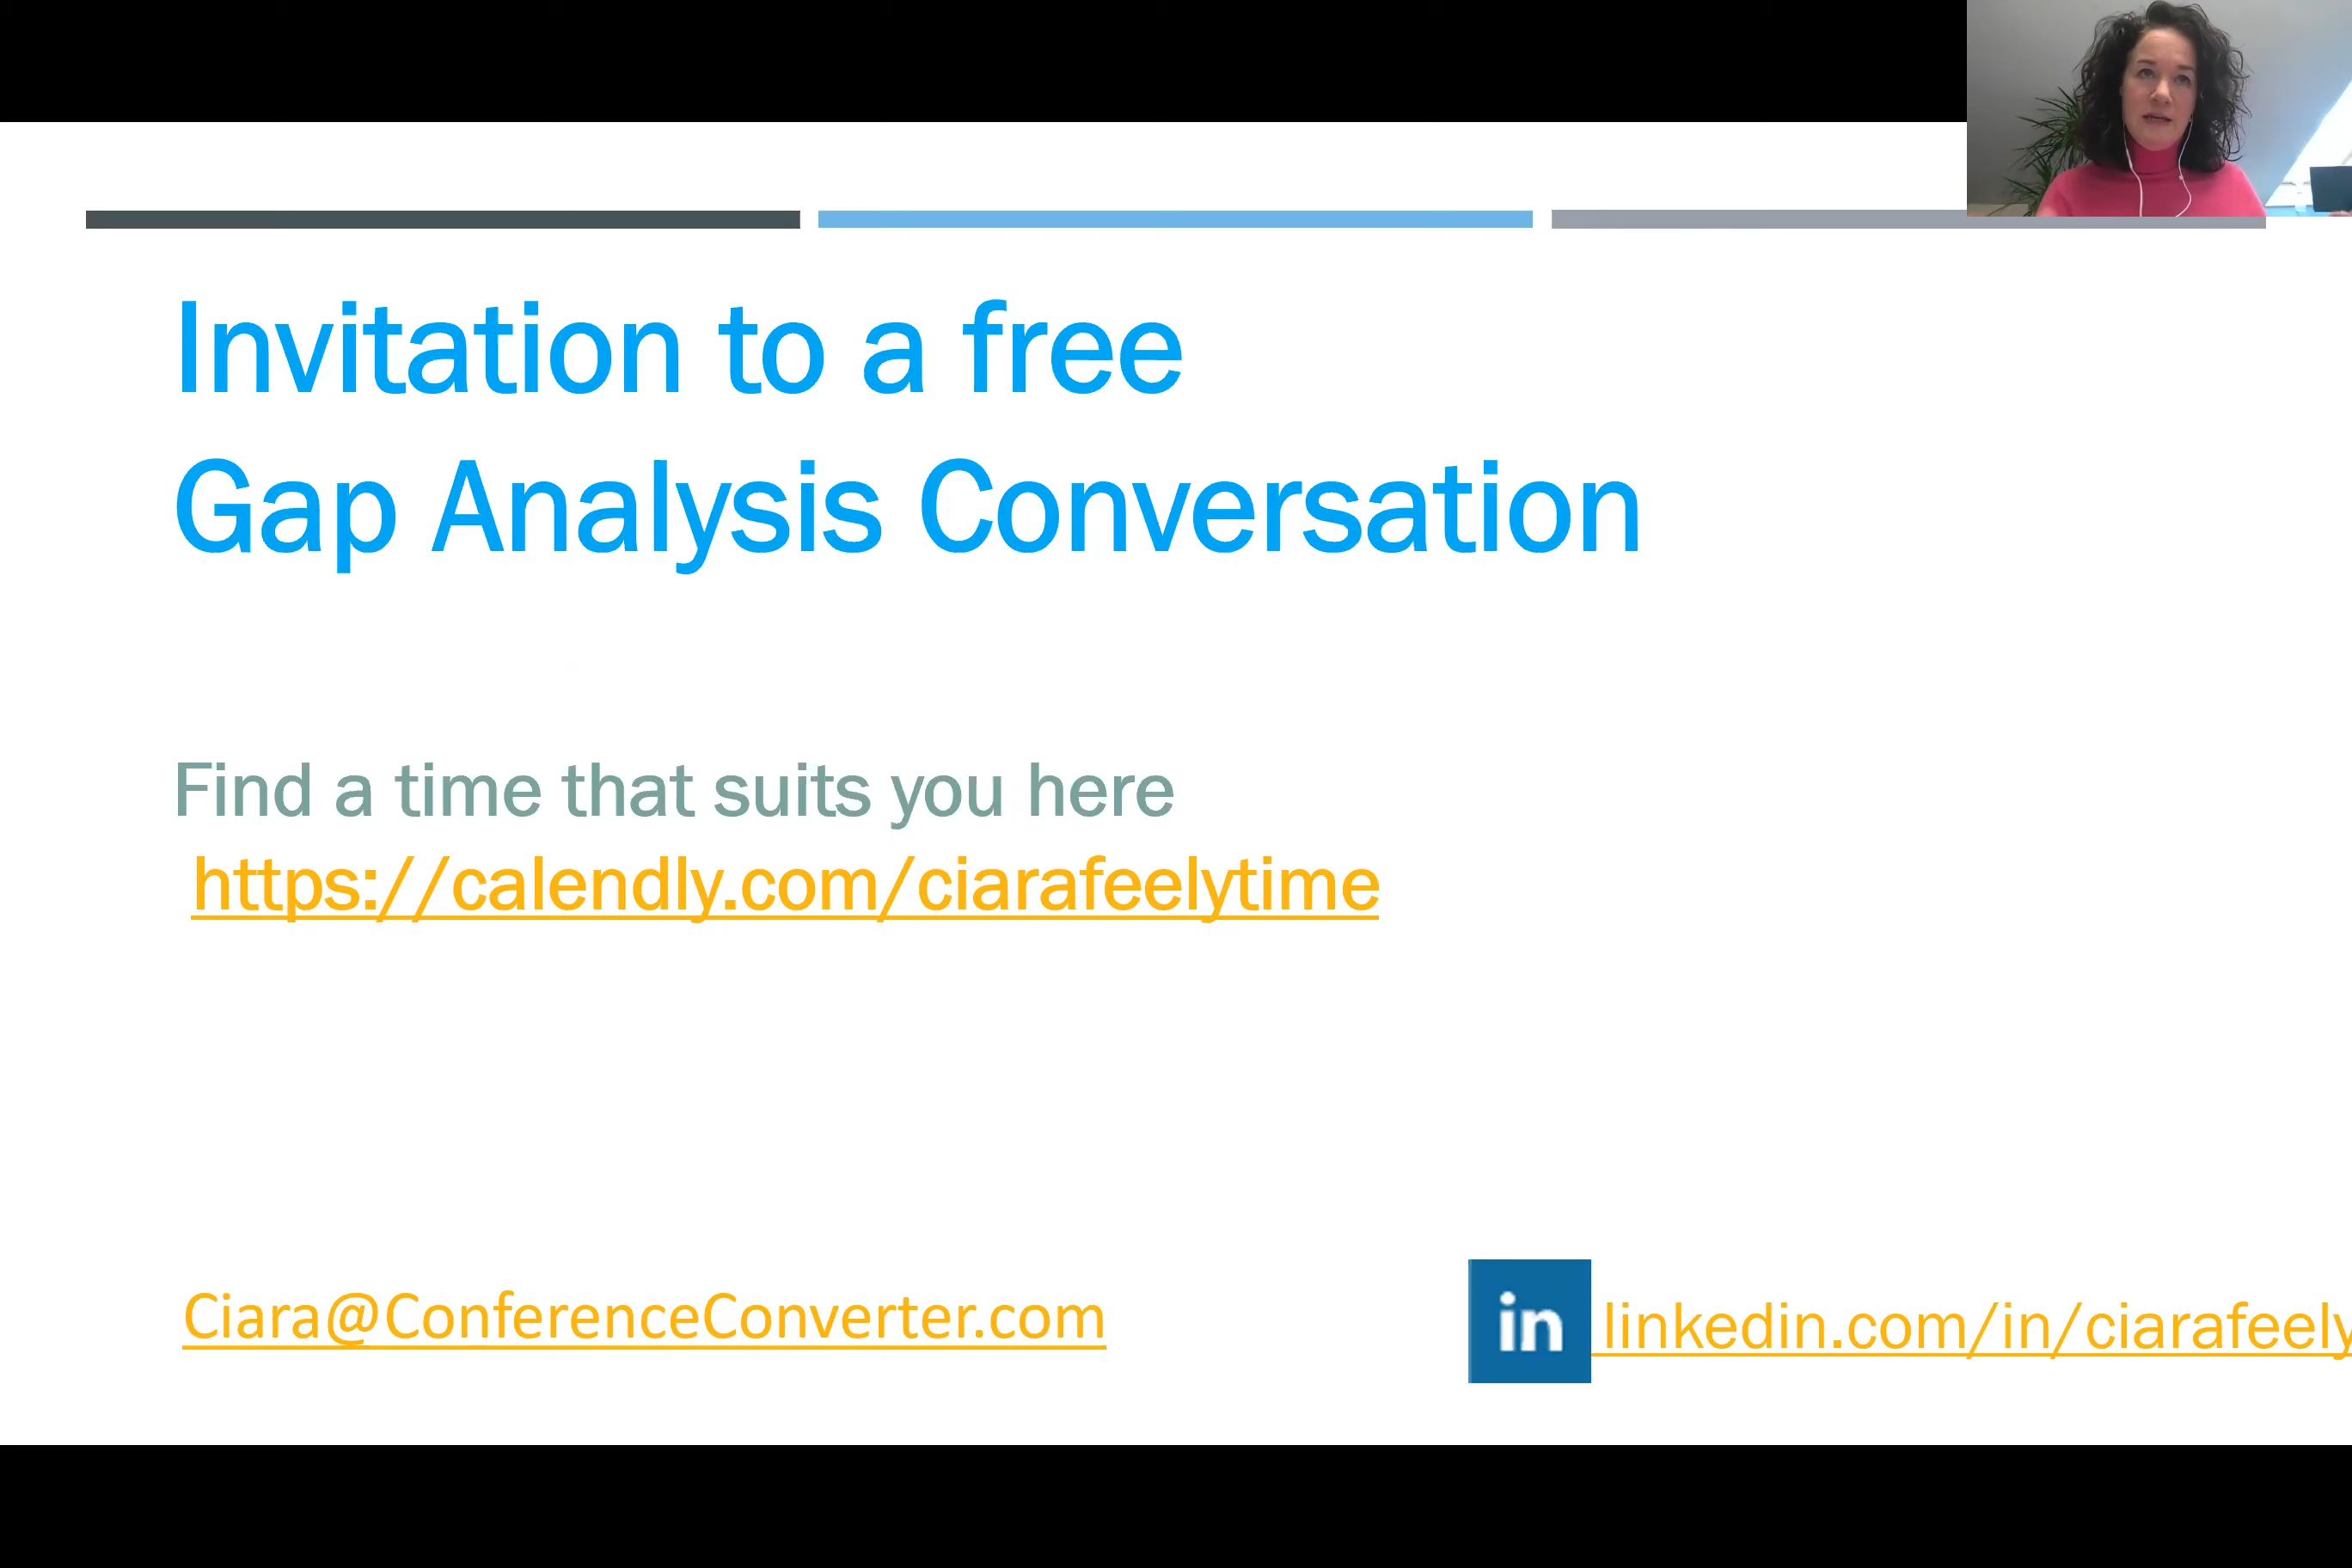 Invitation to a free
Gap Analysis Conversation
Find a time that suits you here
https://calendly.com/ciarafeelytime
Ciara@ConferenceConverter.com
in linkedin.com/in/ciarafeely